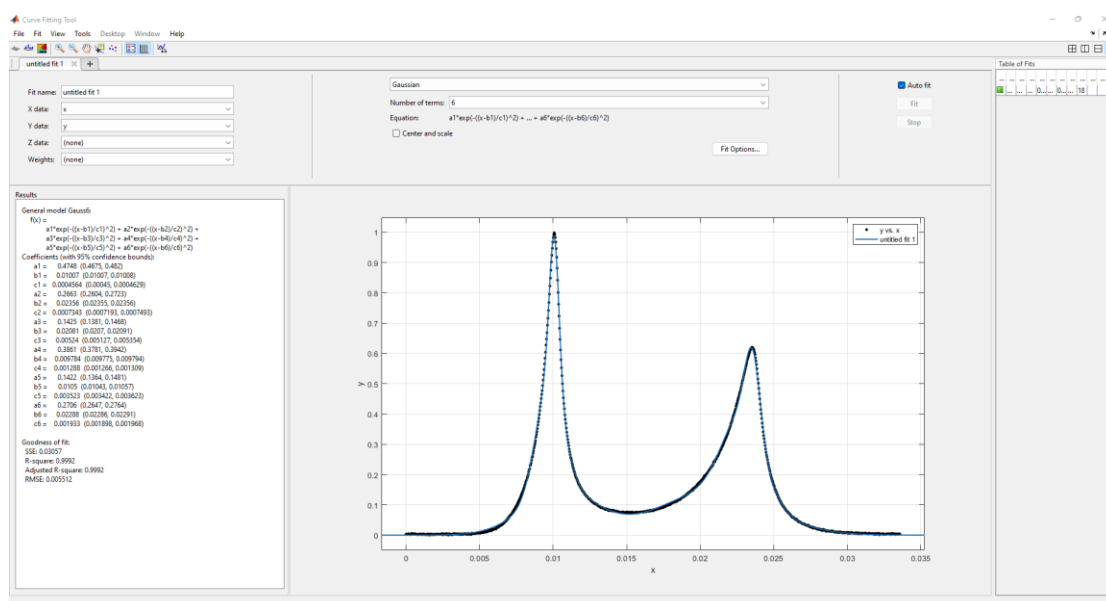 Curve Fitting Tool
File Fit View Tools Desktop Window Help
untitled fit 1
Table of Fits
Fit name: untitled fit 1
X data: x
Y data: y
Z data: (none)
Weights: (none)
Gaussian
Number of terms: 6
Equation: a1*exp(-((x-b1)/c1)^2) + ... + a6*exp(-((x-b6)/c6)^2)
Center and scale
Fit Options...
Auto fit
Fit
Stop
18
Results
General model Gauss6:
f(x) =
a1*exp(-((x-b1)/c1)^2) + a2*exp(-((x-b2)/c2)^2) +
a3*exp(-((x-b3)/c3)^2) + a4*exp(-((x-b4)/c4)^2) +
a5*exp(-((x-b5)/c5)^2) + a6*exp(-((x-b6)/c6)^2)
Coefficients (with 95% confidence bounds):
a1 = 0.4748 (0.4675, 0.482)
b1 = 0.01007 (0.01007, 0.01008)
c1 = 0.0004564 (0.00045, 0.0004629)
a2 = 0.2663 (0.2604, 0.2723)
b2 = 0.02356 (0.02355, 0.02356)
c2 = 0.0007343 (0.0007193, 0.0007493)
a3 = 0.1425 (0.1381, 0.1468)
b3 = 0.02081 (0.0207, 0.02091)
c3 = 0.00524 (0.005127, 0.005354)
a4 = 0.3861 (0.3781, 0.3942)
b4 = 0.009784 (0.009775, 0.009794)
c4 = 0.001288 (0.001266, 0.001309)
a5 = 0.1422 (0.1364, 0.1481)
b5 = 0.0105 (0.01043, 0.01057)
c5 = 0.003523 (0.003422, 0.003623)
a6 = 0.2706 (0.2647, 0.2764)
b6 = 0.02288 (0.02286, 0.02291)
c6 = 0.001933 (0.001898, 0.001968)
Goodness of fit:
SSE: 0.03057
R-square: 0.9992
Adjusted R-square: 0.9992
RMSE: 0.005512
y vs. x
untitled fit 1
1
0.9
0.8
0.7
0.6
0.5
0.4
0.3
0.2
0.1
0
y
0 0.005 0.01 0.015 0.02 0.025 0.03 0.035
x